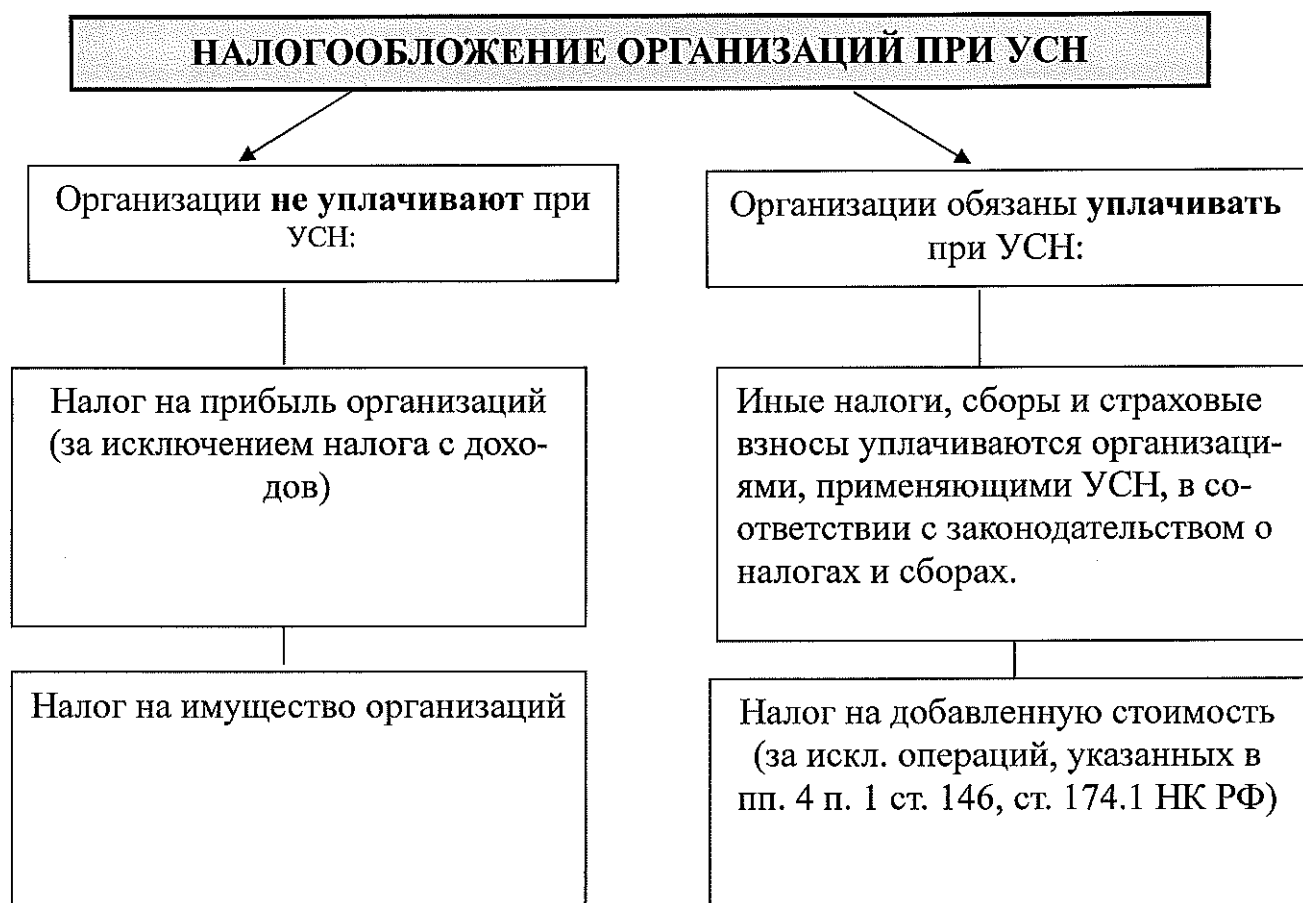 НАЛОГООБЛОЖЕНИЕ ОРГАНИЗАЦИЙ ПРИ УСН
Организации не уплачивают при
УСН:
Организации обязаны уплачивать
при УСН:
Налог на прибыль организаций
(за исключением налога с дохо-
дов)
Иные налоги, сборы и страховые
взносы уплачиваются организаци-
ями, применяющими УСН, в со-
ответствии с законодательством о
налогах и сборах.
Налог на имущество организаций
Налог на добавленную стоимость
(за искл. операций, указанных в
пп. 4 п. 1 ст. 146, ст. 174.1 НК РФ)